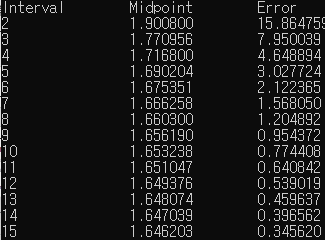 Interval Midpoint Error
2 1.900800 15.864759
3 1.770956 7.950039
4 1.716800 4.648894
5 1.690204 3.027724
6 1.675351 2.122365
7 1.666258 1.568050
8 1.660300 1.204892
9 1.656190 0.954372
10 1.653238 0.774408
11 1.651047 0.640842
12 1.649376 0.539019
13 1.648074 0.459637
14 1.647039 0.396562
15 1.646203 0.345620